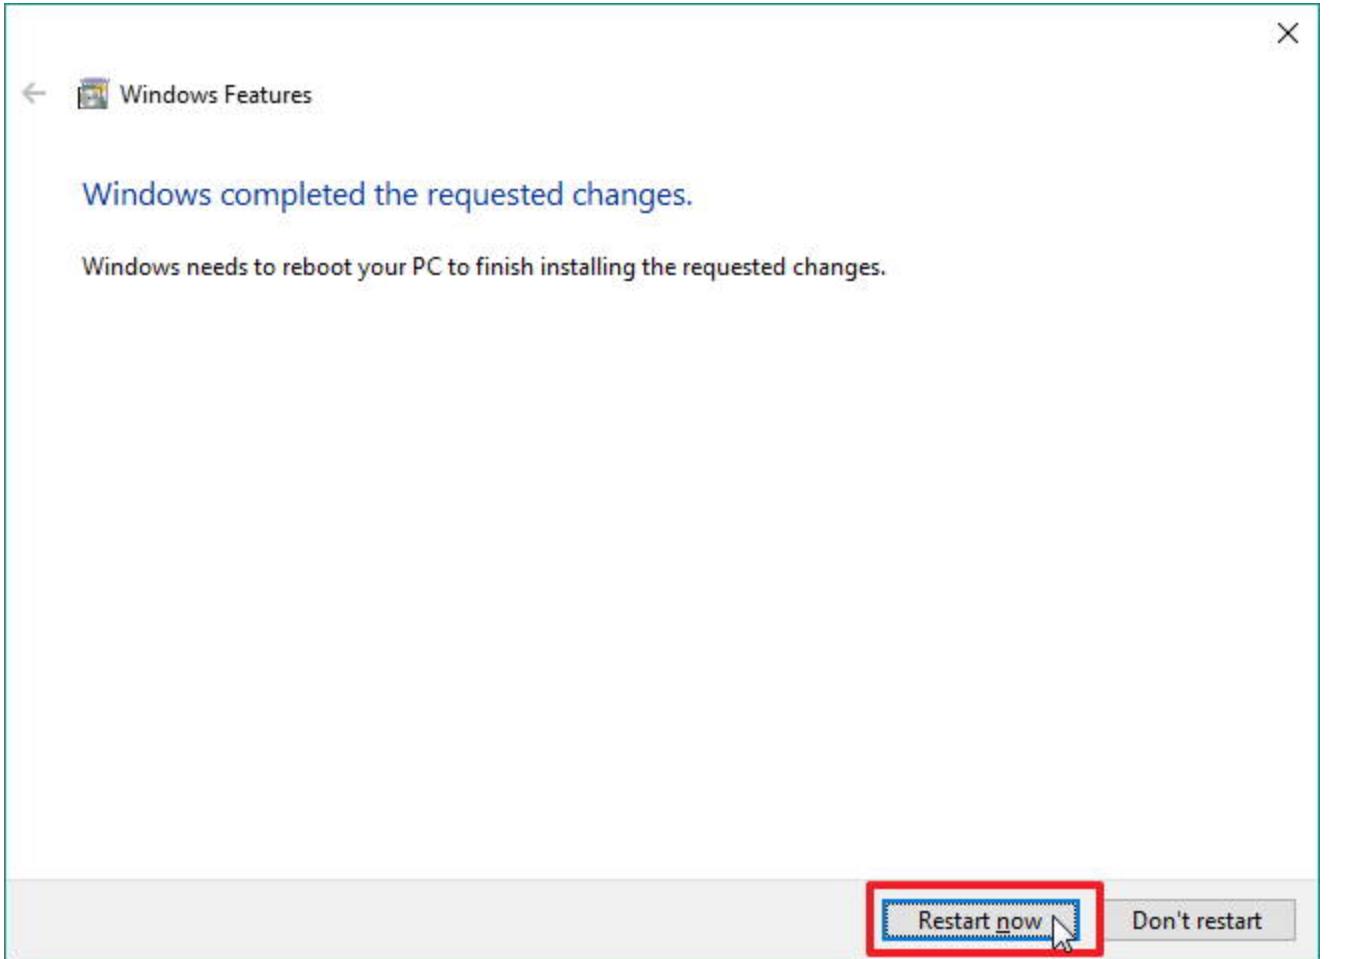 Windows Features
Windows completed the requested changes.
Windows needs to reboot your PC to finish installing the requested changes.
Restart now
Don't restart